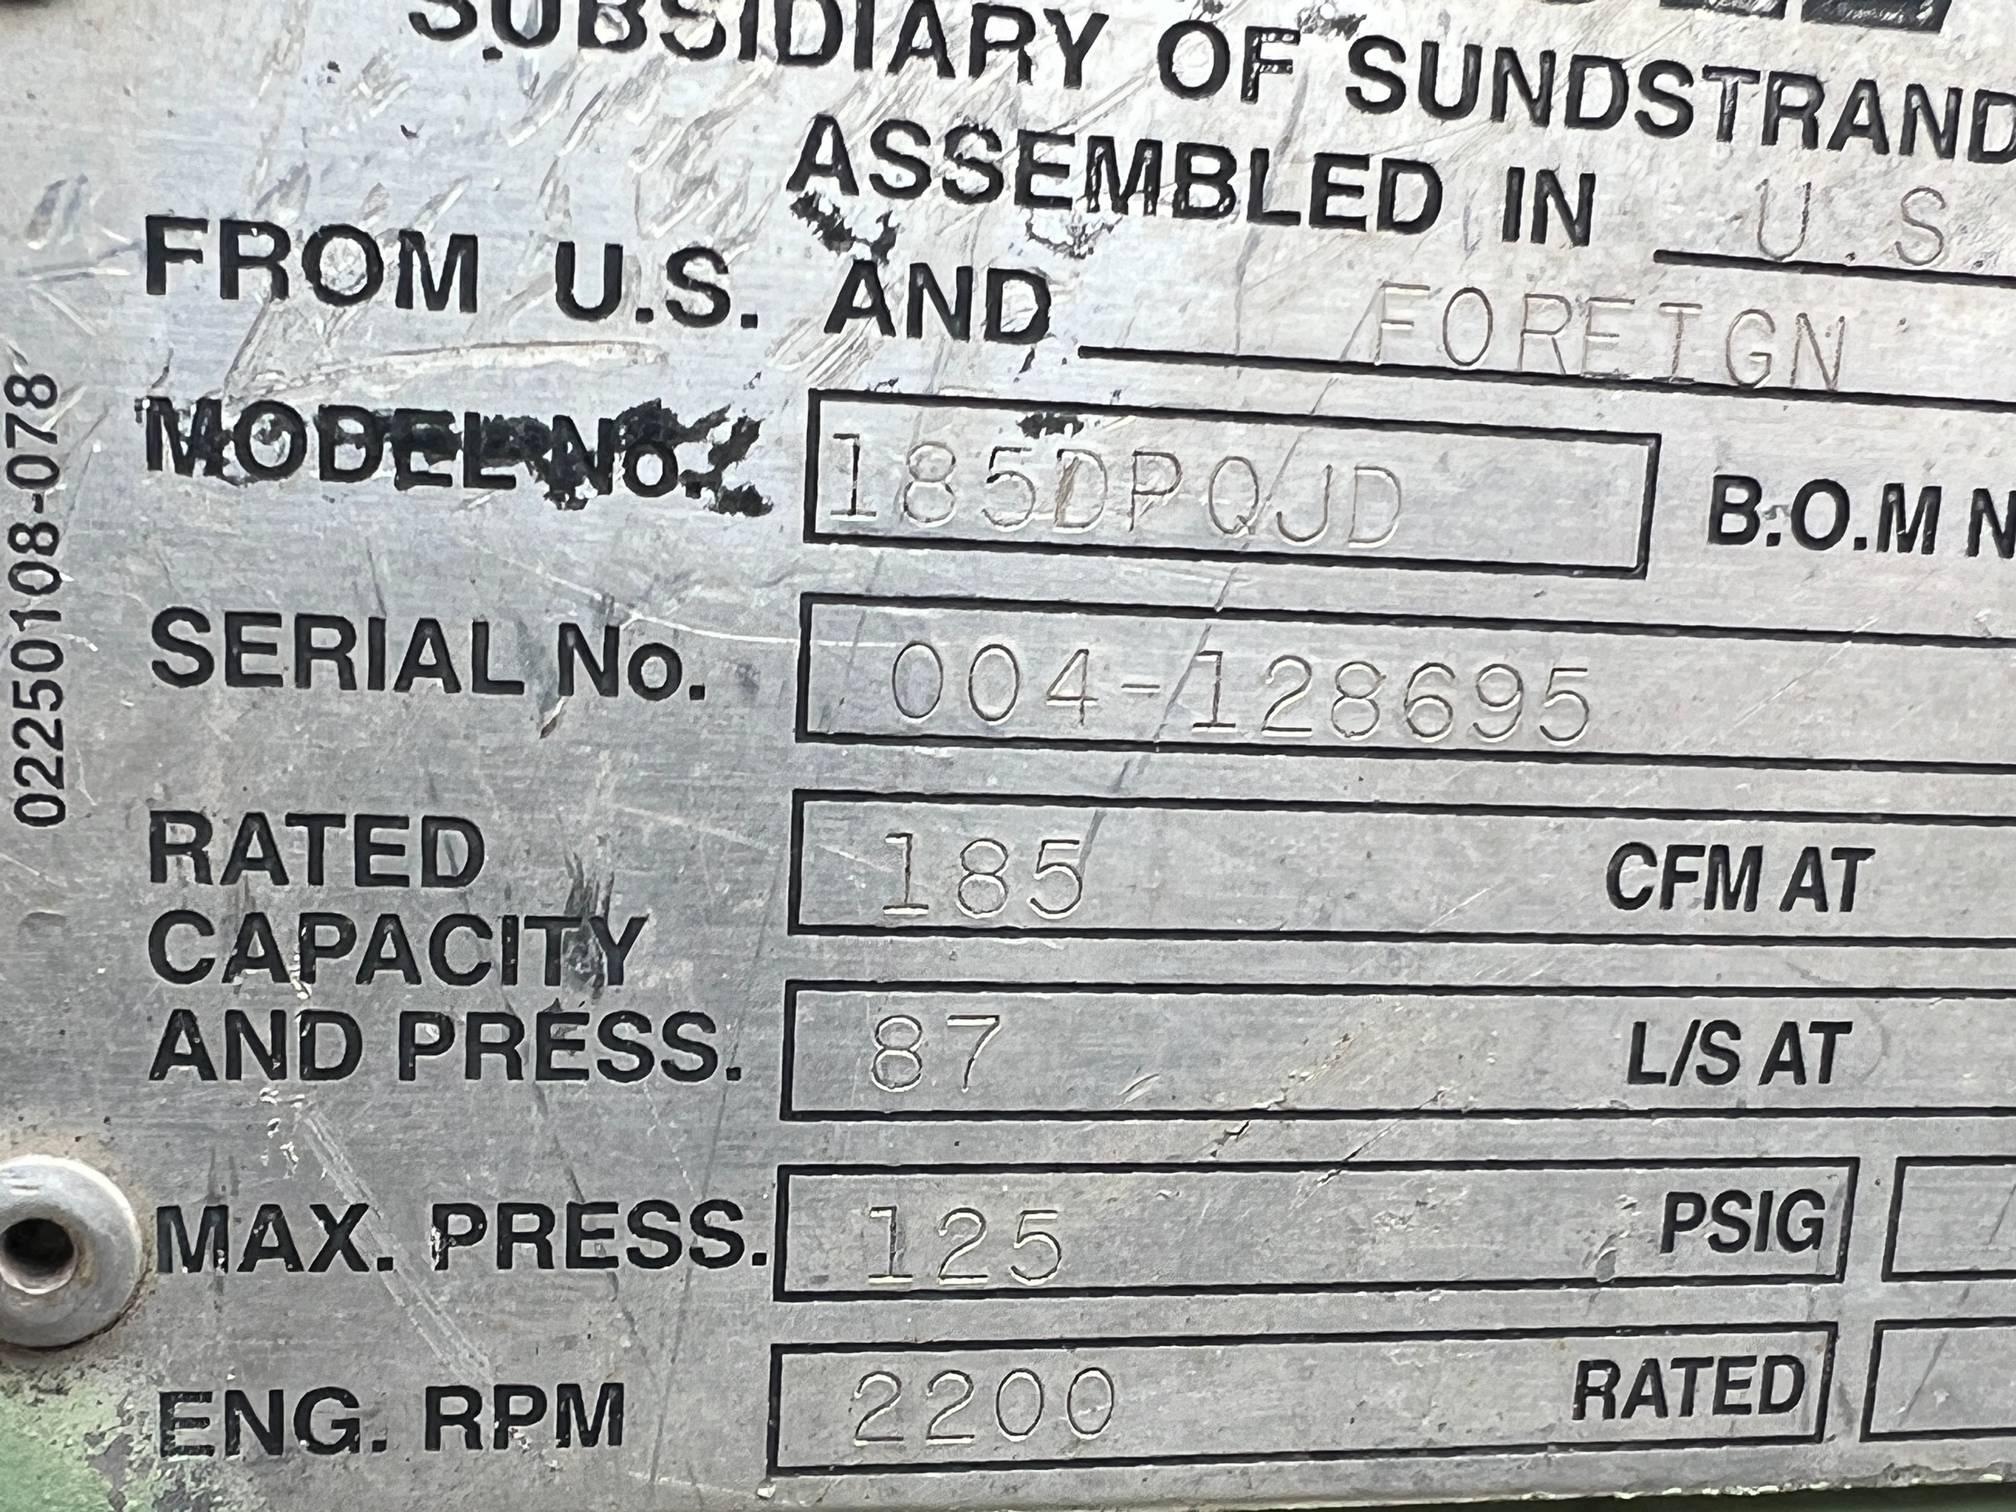 SUBSIDIARY OF SUNDSTRAND
ASSEMBLED IN U.S.
FROM U.S. AND FOREIGN
MODEL No. 185DPQJD B.O.M N
SERIAL No. 004-128695
RATED 185 CFM AT
CAPACITY
AND PRESS. 87 L/S AT
MAX. PRESS. 125 PSIG
ENG. RPM 2200 RATED
02250108-078